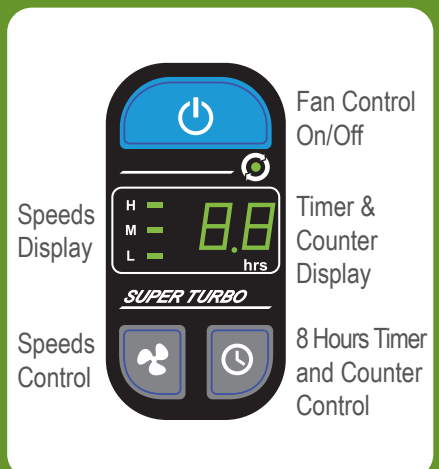 Fan Control
On/Off
Speeds
Display
H
M
L
8.8
hrs
Timer &
Counter
Display
SUPER TURBO
Speeds
Control
8 Hours Timer
and Counter
Control